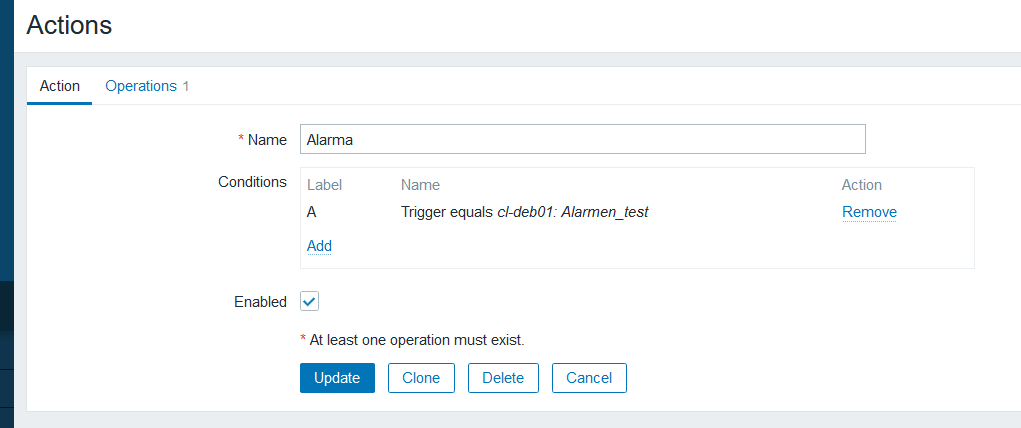 Actions
Action Operations 1
* Name Alarma
Conditions Label Name Action
A Trigger equals cl-deb01: Alarmen_test Remove
Add
Enabled
* At least one operation must exist.
Update Clone Delete Cancel